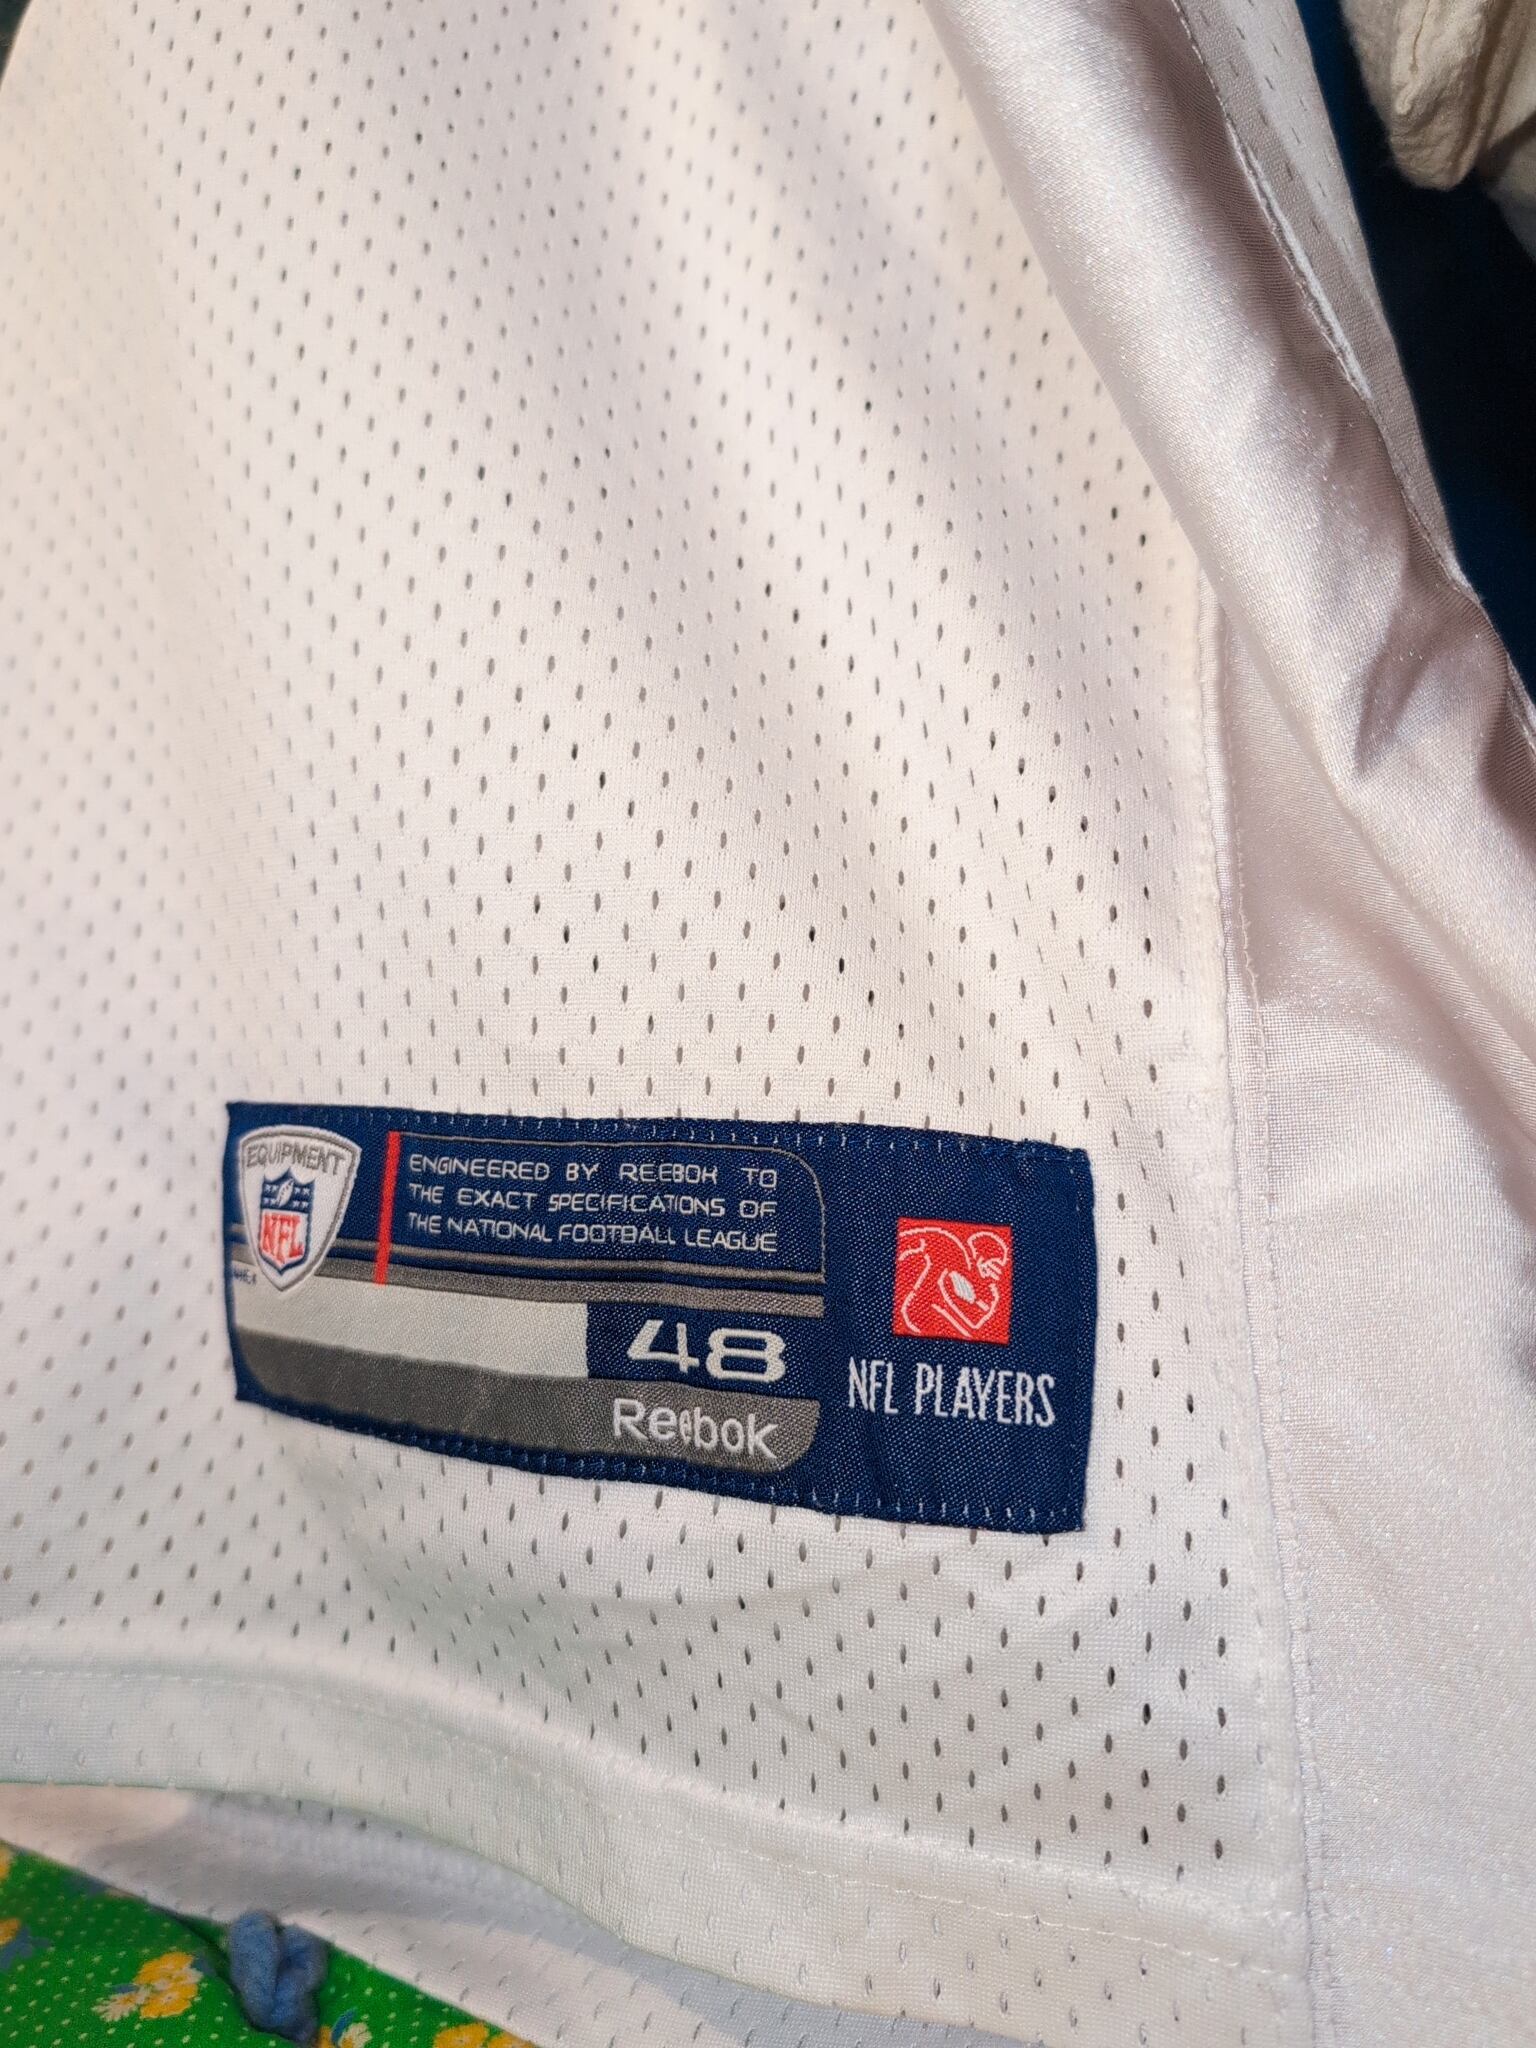 EQUIPMENT
NFL
ENGINEERED BY REEBOK TO
THE EXACT SPECIFICATIONS OF
THE NATIONAL FOOTBALL LEAGUE
48
Reebok
NFL PLAYERS